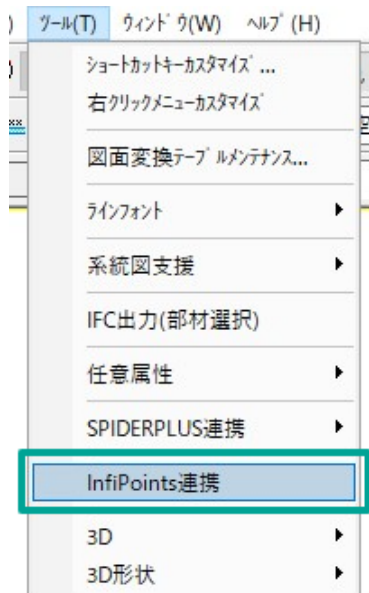 ) ﾂｰﾙ(T) ｳｨﾝﾄﾞｳ(W) ﾍﾙﾌﾟ(H)
ｼｮｰﾄｶｯﾄｷｰｶｽﾀﾏｲｽﾞ...
右ｸﾘｯｸﾒﾆｭｰｶｽﾀﾏｲｽﾞ
図面変換ﾃｰﾌﾞﾙﾒﾝﾃﾅﾝｽ...
ﾗｲﾝﾌｫﾝﾄ
系統図支援
IFC出力(部材選択)
任意属性
SPIDERPLUS連携
InfiPoints連携
3D
3D形状